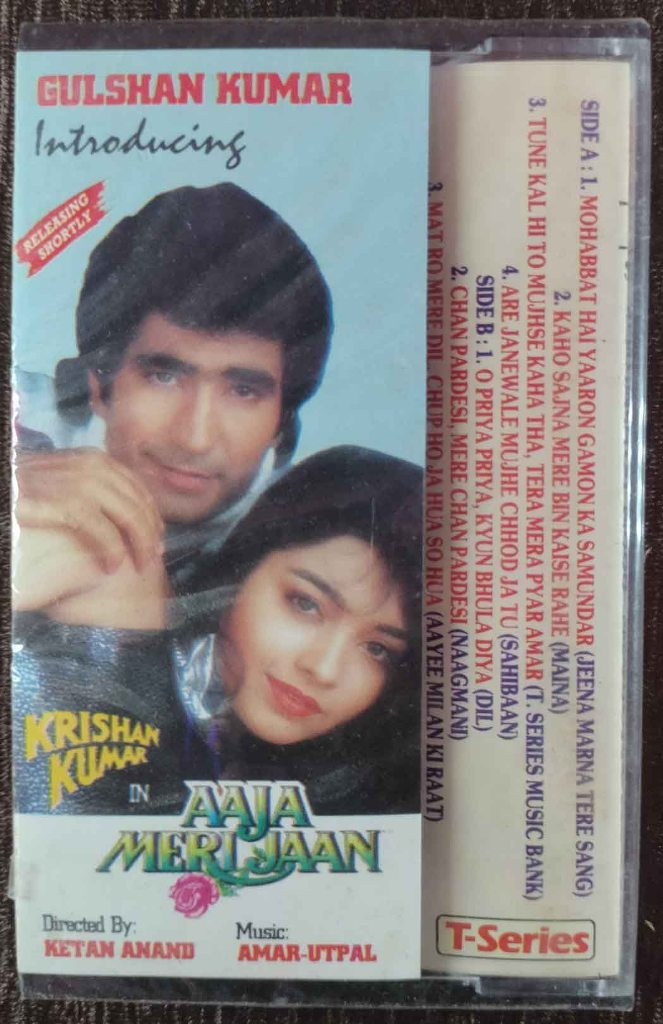 GULSHAN KUMAR
Introducing
RELEASING
SHORTLY
KRISHAN
KUMAR
IN
AAJA
MERI JAAN
Directed By:
KETAN ANAND
Music:
AMAR-UTPAL
SIDE A : 1. MOHABBAT HAI YAARON GAMON KA SAMUNDAR (JEENA MARNA TERE SANG)
2. KAHO SAJNA MERE BIN KAISE RAHE (MAINA)
3. TUNE KAL HI TO MUJHSE KAHA THA, TERA MERA PYAR AMAR (T. SERIES MUSIC BANK)
4. ARE JANEWALE MUJHE CHHOD JA TU (SAHIBAAN)
SIDE B : 1. O PRIYA PRIYA, KYUN BHULA DIYA (DIL)
2. CHAN PARDESI, MERE CHAN PARDESI (NAAGMANI)
3. MAT RO MERE DIL, CHUP HO JA HUA SO HUA (AAYEE MILAN KI RAAT)
T-Series